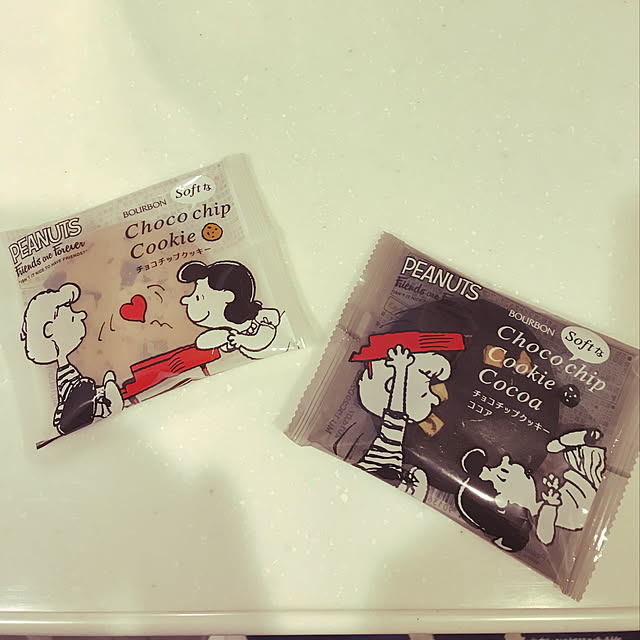 PEANUTS
Friends are Forever
BOURBON
Softな
Choco chip
Cookie
チョコチップクッキー
PEANUTS
Friends are
BOURBON
Softな
Choco chip
Cookie
Cocoa
チョコチップクッキー
ココア